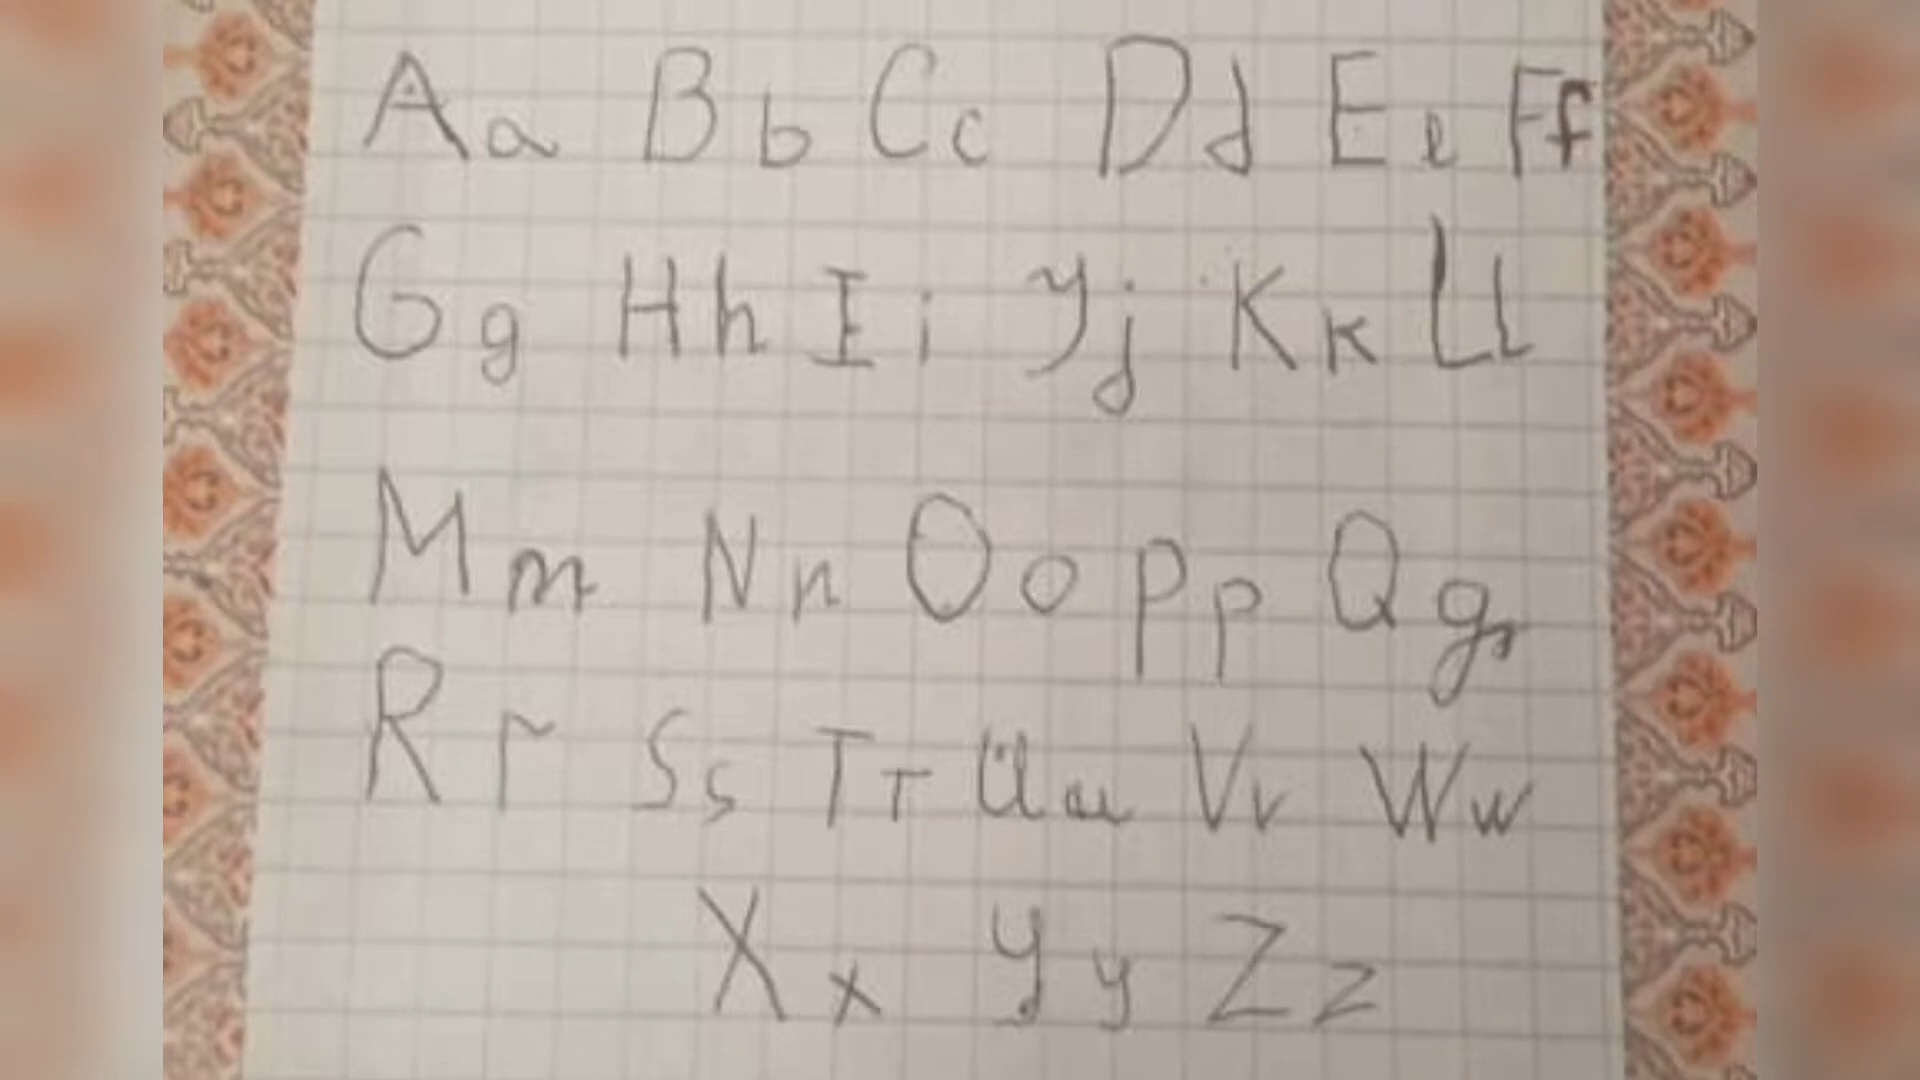 Aa Bb Cc Dd Ee Ff
Gg Hh Ii Jj Kk Ll
Mm Nn Oo Pp Qq
Rr Ss Tt Uu Vv Ww
Xx Yy Zz